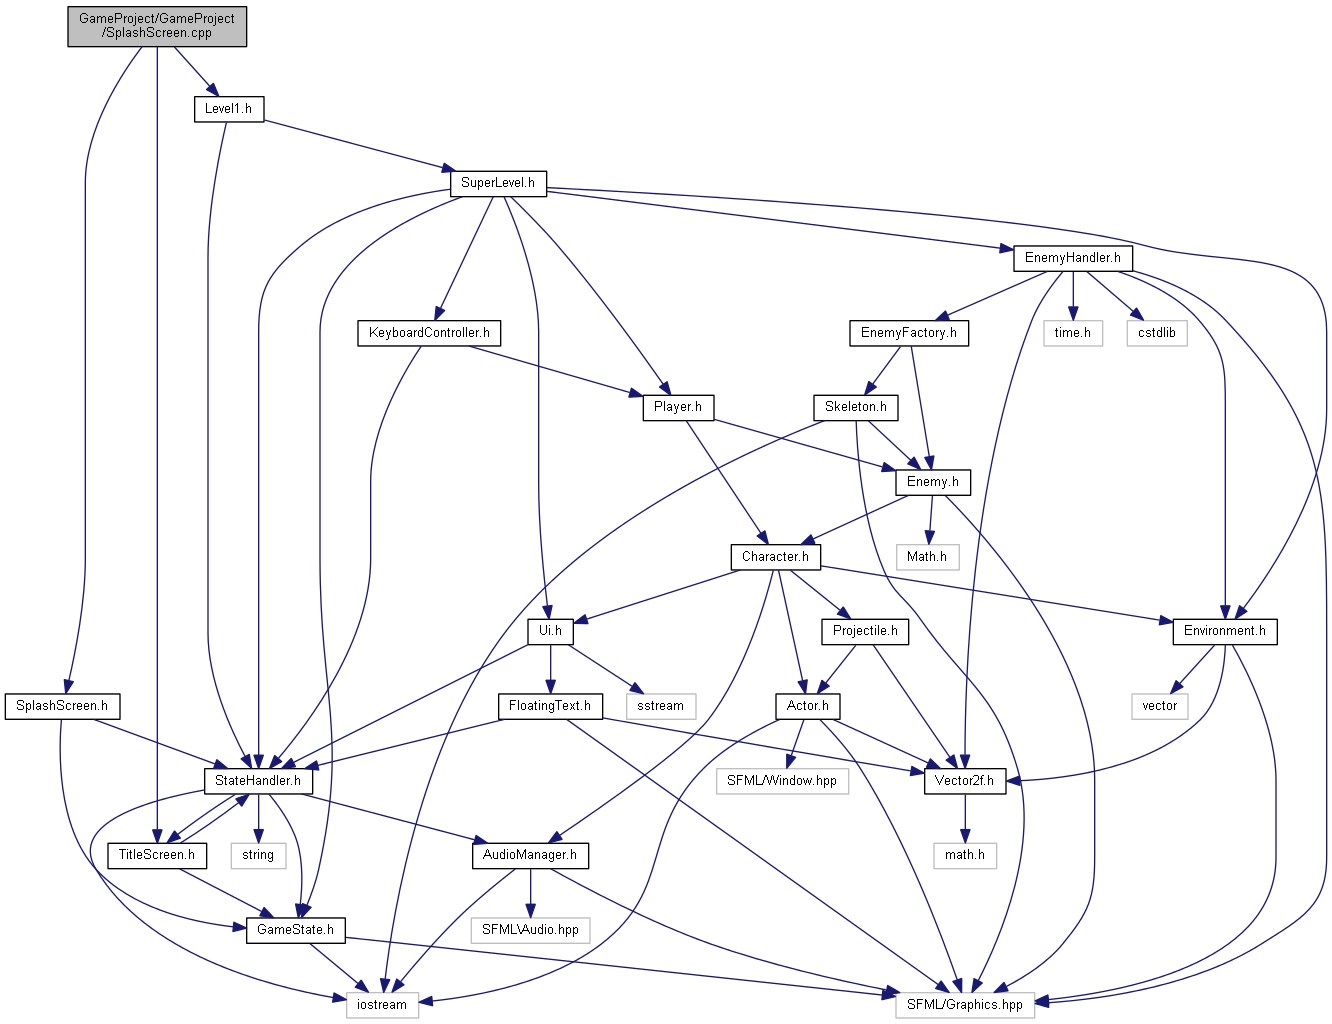 GameProject/GameProject
/SplashScreen.cpp
Level1.h
SuperLevel.h
EnemyHandler.h
KeyboardController.h
EnemyFactory.h
time.h
cstdlib
Player.h
Skeleton.h
Enemy.h
Character.h
Math.h
Ui.h
Projectile.h
Environment.h
SplashScreen.h
FloatingText.h
sstream
Actor.h
vector
StateHandler.h
SFML/Window.hpp
Vector2f.h
TitleScreen.h
string
AudioManager.h
math.h
GameState.h
SFML\Audio.hpp
iostream
SFML/Graphics.hpp